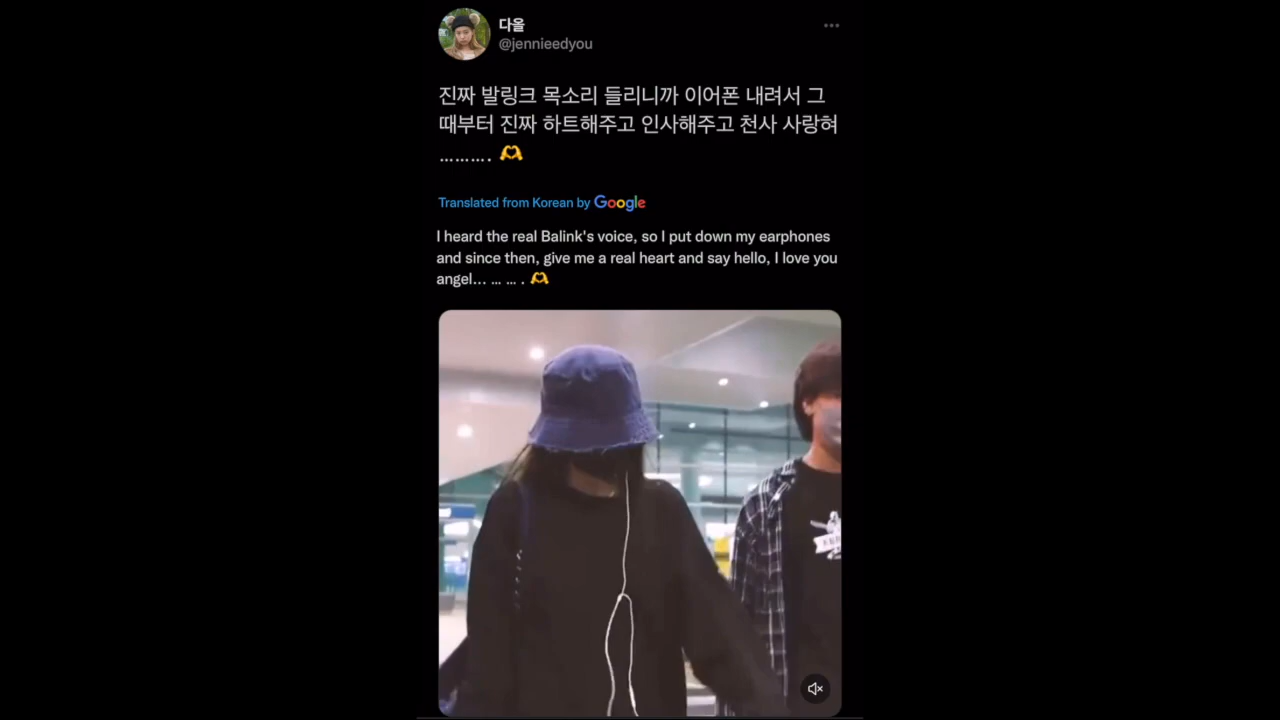 다올
@jennieedyou
진짜 발링크 목소리 들리니까 이어폰 내려서 그
때부터 진짜 하트해주고 인사해주고 천사 사랑혀
.......... 🫶
Translated from Korean by Google
I heard the real Balink's voice, so I put down my earphones
and since then, give me a real heart and say hello, I love you
angel... ... ... . 🫶